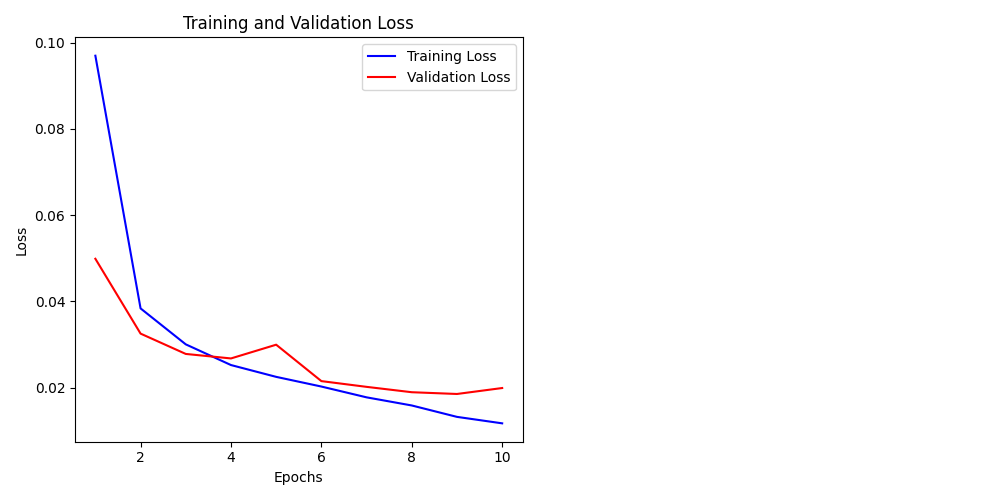 Training and Validation Loss
Training Loss
Validation Loss
0.10
0.08
0.06
0.04
0.02
Loss
2 4 6 8 10
Epochs